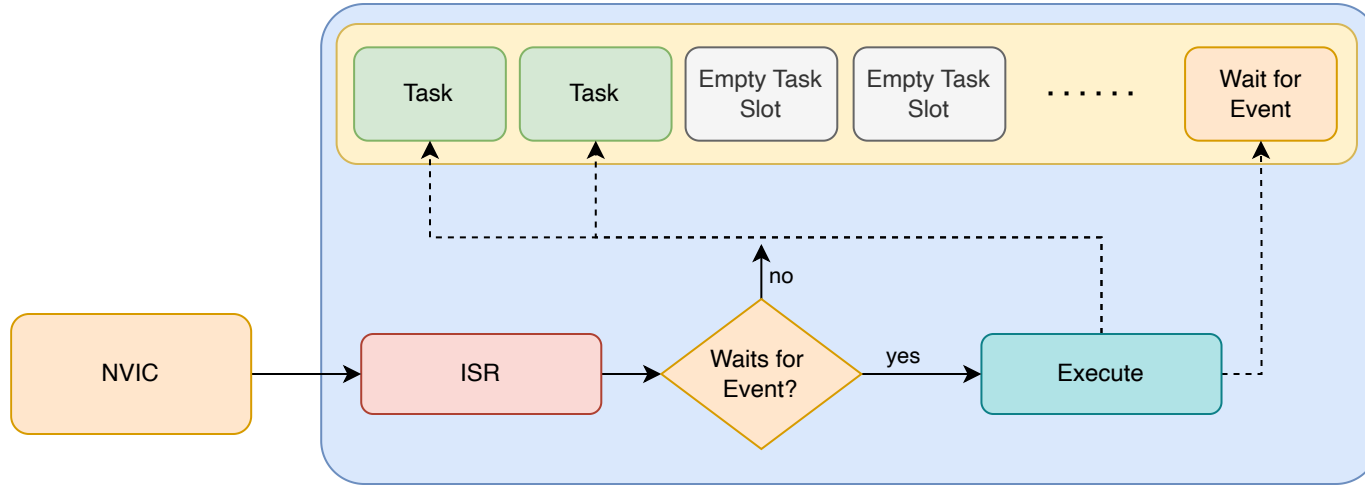 Task
Task
Empty Task
Slot
Empty Task
Slot
......
Wait for
Event
no
NVIC
ISR
Waits for
Event?
yes
Execute